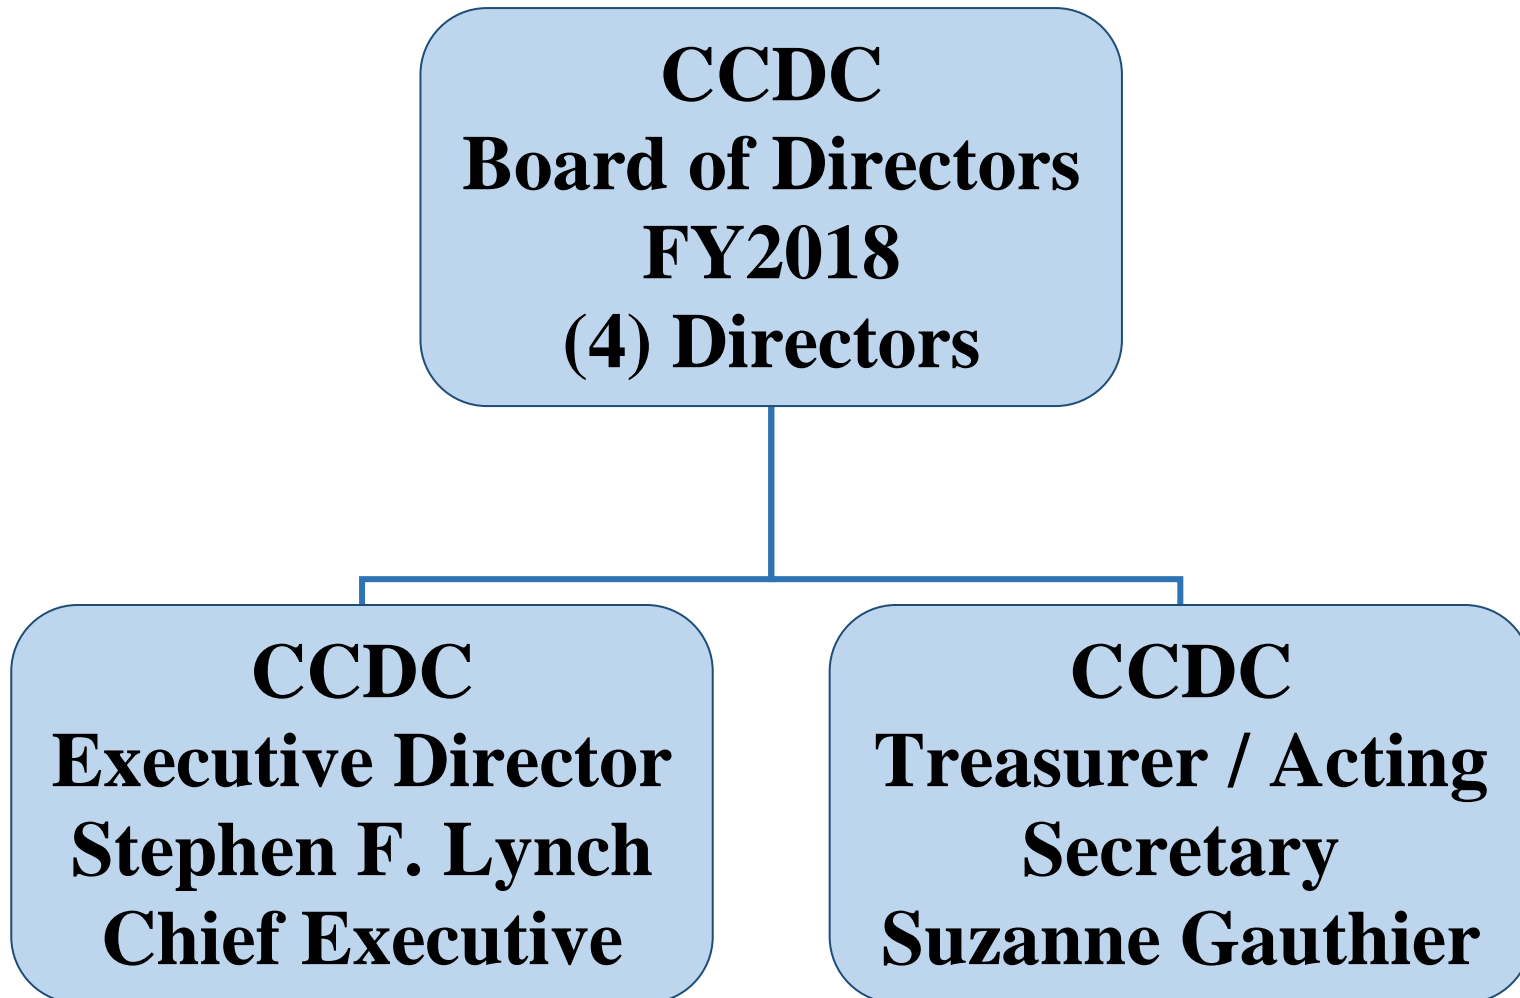 CCDC
Board of Directors
FY2018
(4) Directors
CCDC
Executive Director
Stephen F. Lynch
Chief Executive
CCDC
Treasurer / Acting
Secretary
Suzanne Gauthier